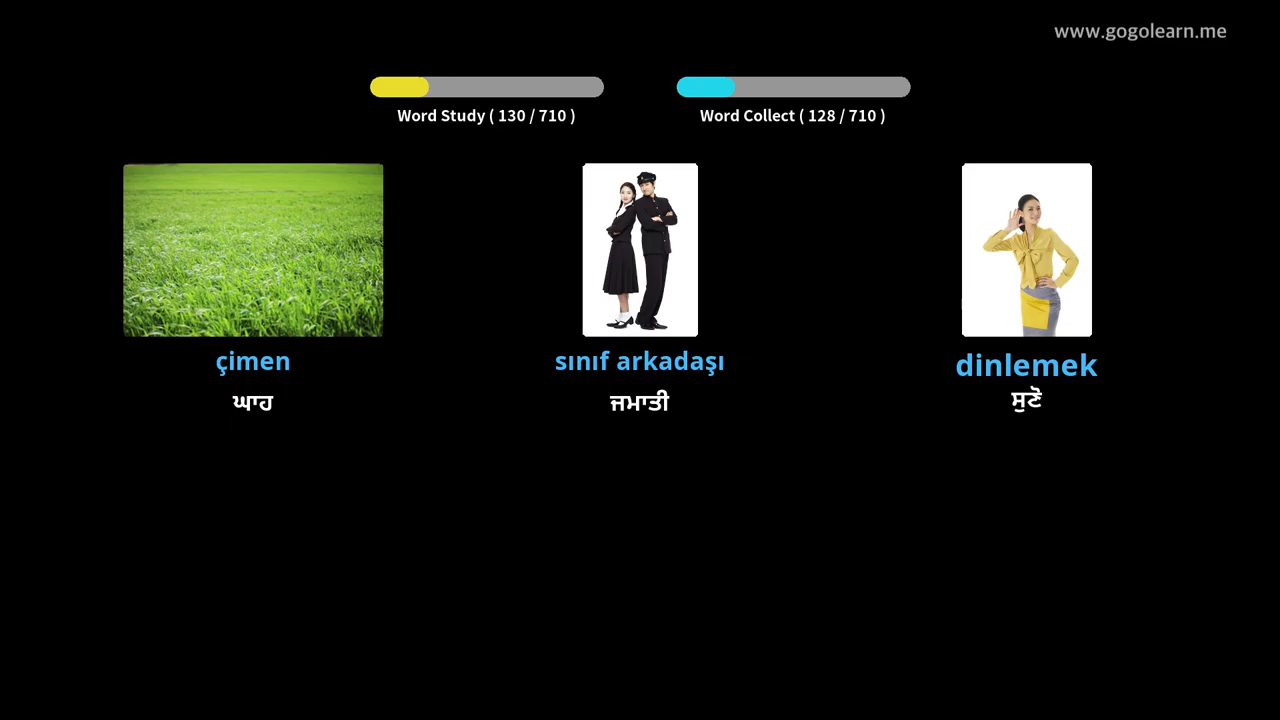 www.gogolearn.me
Word Study ( 130 / 710 )
Word Collect ( 128 / 710 )
çimen
sınıf arkadaşı
dinlemek
ਘਾਹ
ਜਮਾਤੀ
ਸੁਣੋ